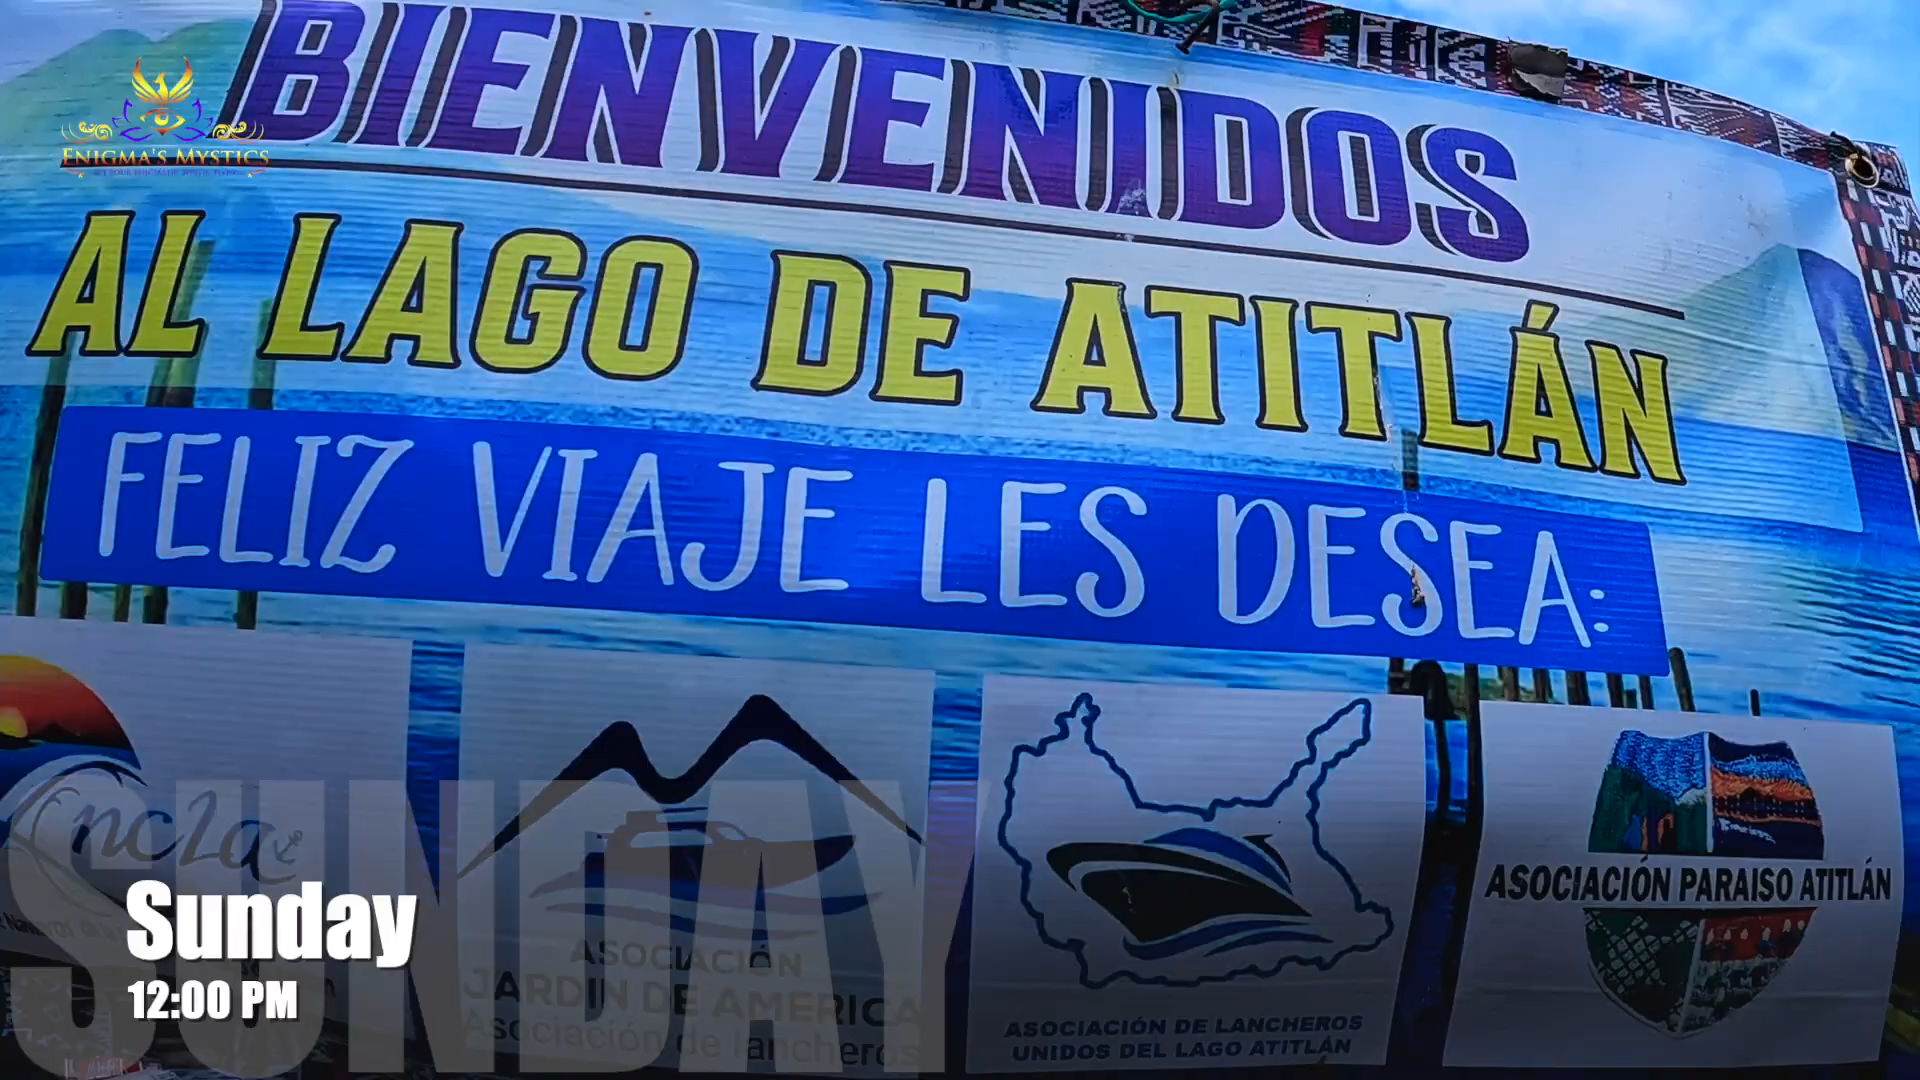 BIENVENIDOS
ENIGMA'S MYSTICS
AL LAGO DE ATITLÁN
FELIZ VIAJE LES DESEA:
SUNDAY
Sunday
12:00 PM
ASOCIACIÓN
JARDIN DE AMERICA
Asociación de lancheros
ASOCIACIÓN DE LANCHEROS
UNIDOS DEL LAGO ATITLÁN
ASOCIACIÓN PARAISO ATITLÁN